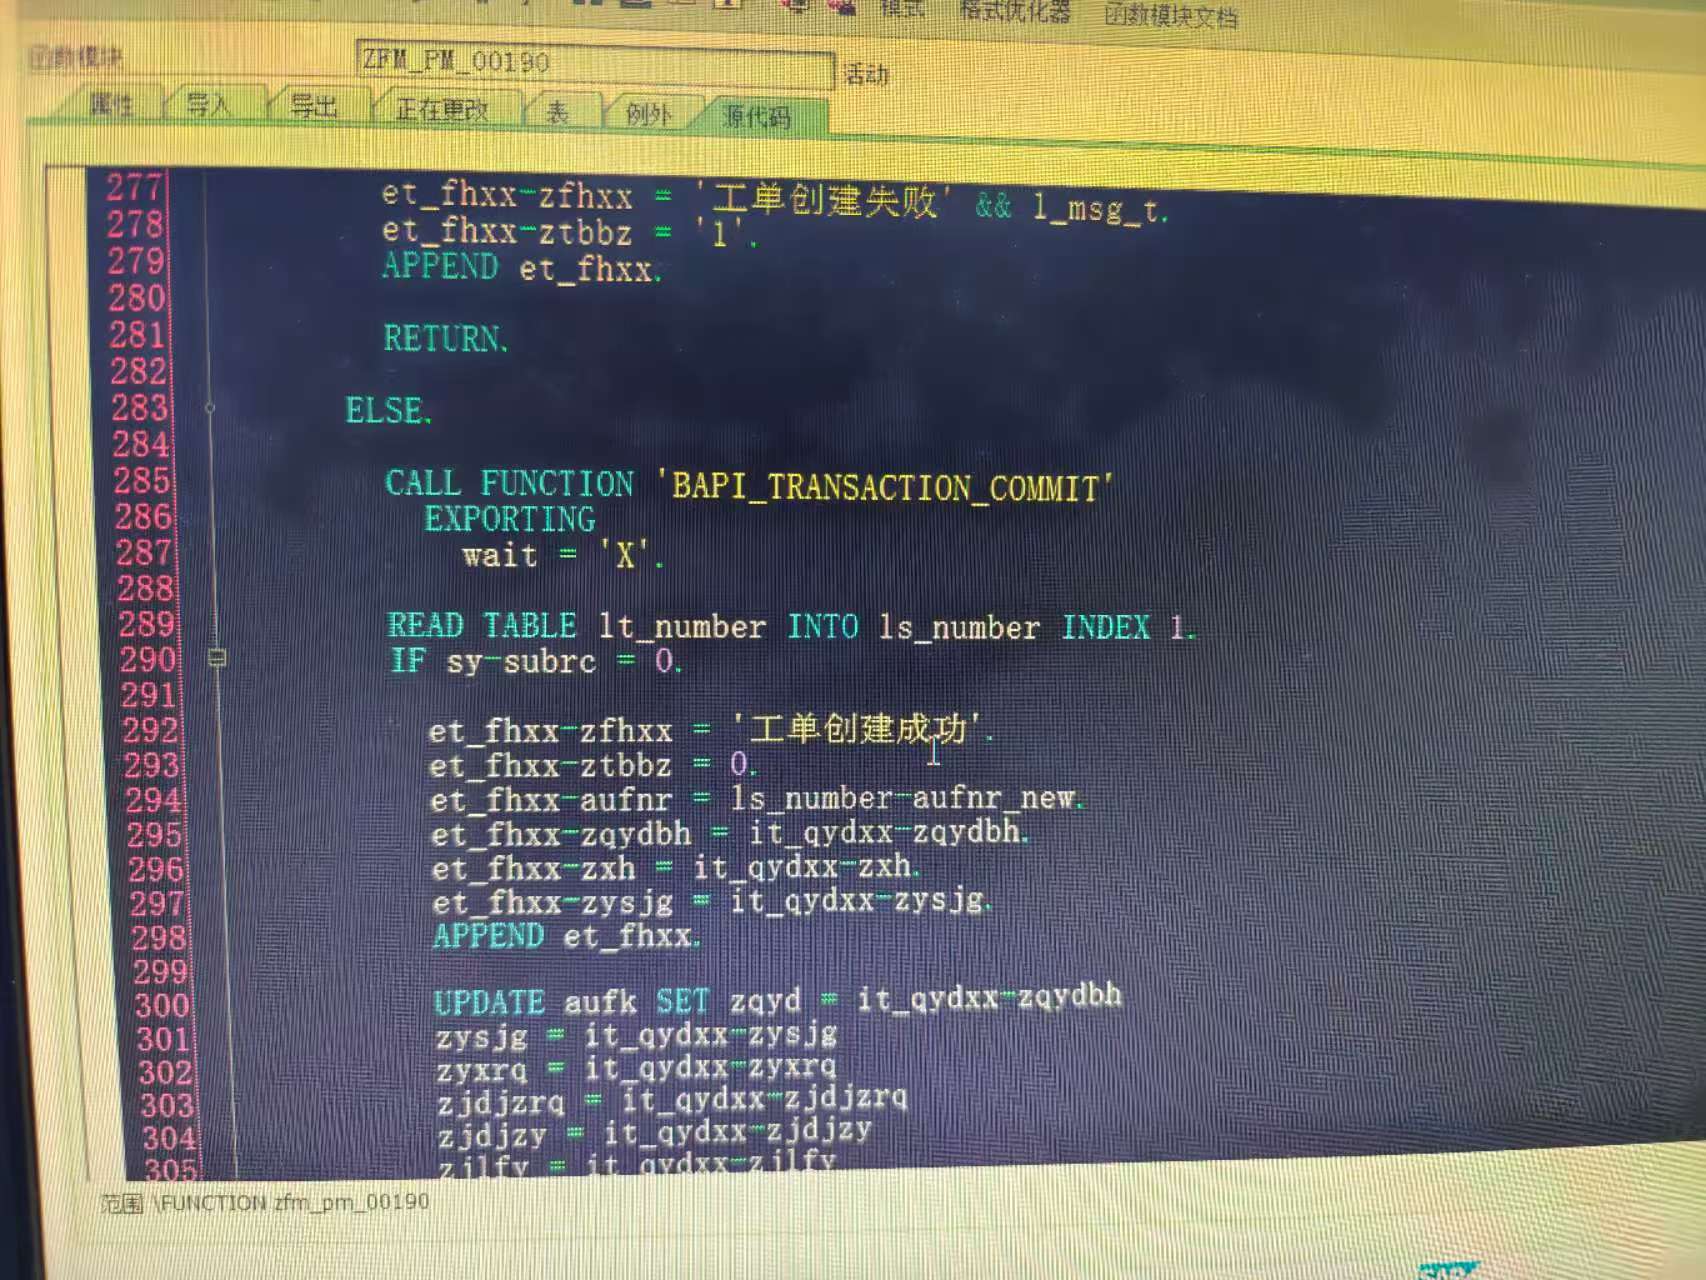 模式 格式优化器 函数模块文档
函数模块 ZFM_PM_00190 活动
属性 导入 导出 正在更改 表 例外 源代码
277 et_fhxx-zfhxx = '工单创建失败' && l_msg_t.
278 et_fhxx-ztbbz = '1'.
279 APPEND et_fhxx.
280
281 RETURN.
282
283 ELSE.
284
285 CALL FUNCTION 'BAPI_TRANSACTION_COMMIT'
286 EXPORTING
287 wait = 'X'.
288
289 READ TABLE lt_number INTO ls_number INDEX 1.
290 IF sy-subrc = 0.
291
292 et_fhxx-zfhxx = '工单创建成功'.
293 et_fhxx-ztbbz = 0.
294 et_fhxx-aufnr = ls_number-aufnr_new.
295 et_fhxx-zqydbh = it_qydxx-zqydbh.
296 et_fhxx-zxh = it_qydxx-zxh.
297 et_fhxx-zysjg = it_qydxx-zysjg.
298 APPEND et_fhxx.
299
300 UPDATE aufk SET zqyd = it_qydxx-zqydbh
301 zysjg = it_qydxx-zysjg
302 zyxrq = it_qydxx-zyxrq
303 zjdjzrq = it_qydxx-zjdjzrq
304 zjdjzy = it_qydxx-zjdjzy
305 zjlfy = it_qydxx-zjlfy
范围 \FUNCTION zfm_pm_00190